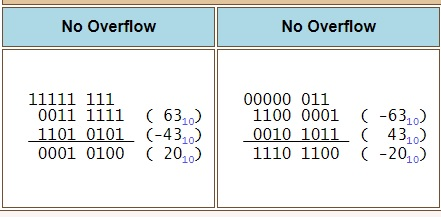 No Overflow
11111 111
0011 1111 ( 63₁₀)
1101 0101 (-43₁₀)
0001 0100 ( 20₁₀)
No Overflow
00000 011
1100 0001 ( -63₁₀)
0010 1011 ( 43₁₀)
1110 1100 ( -20₁₀)